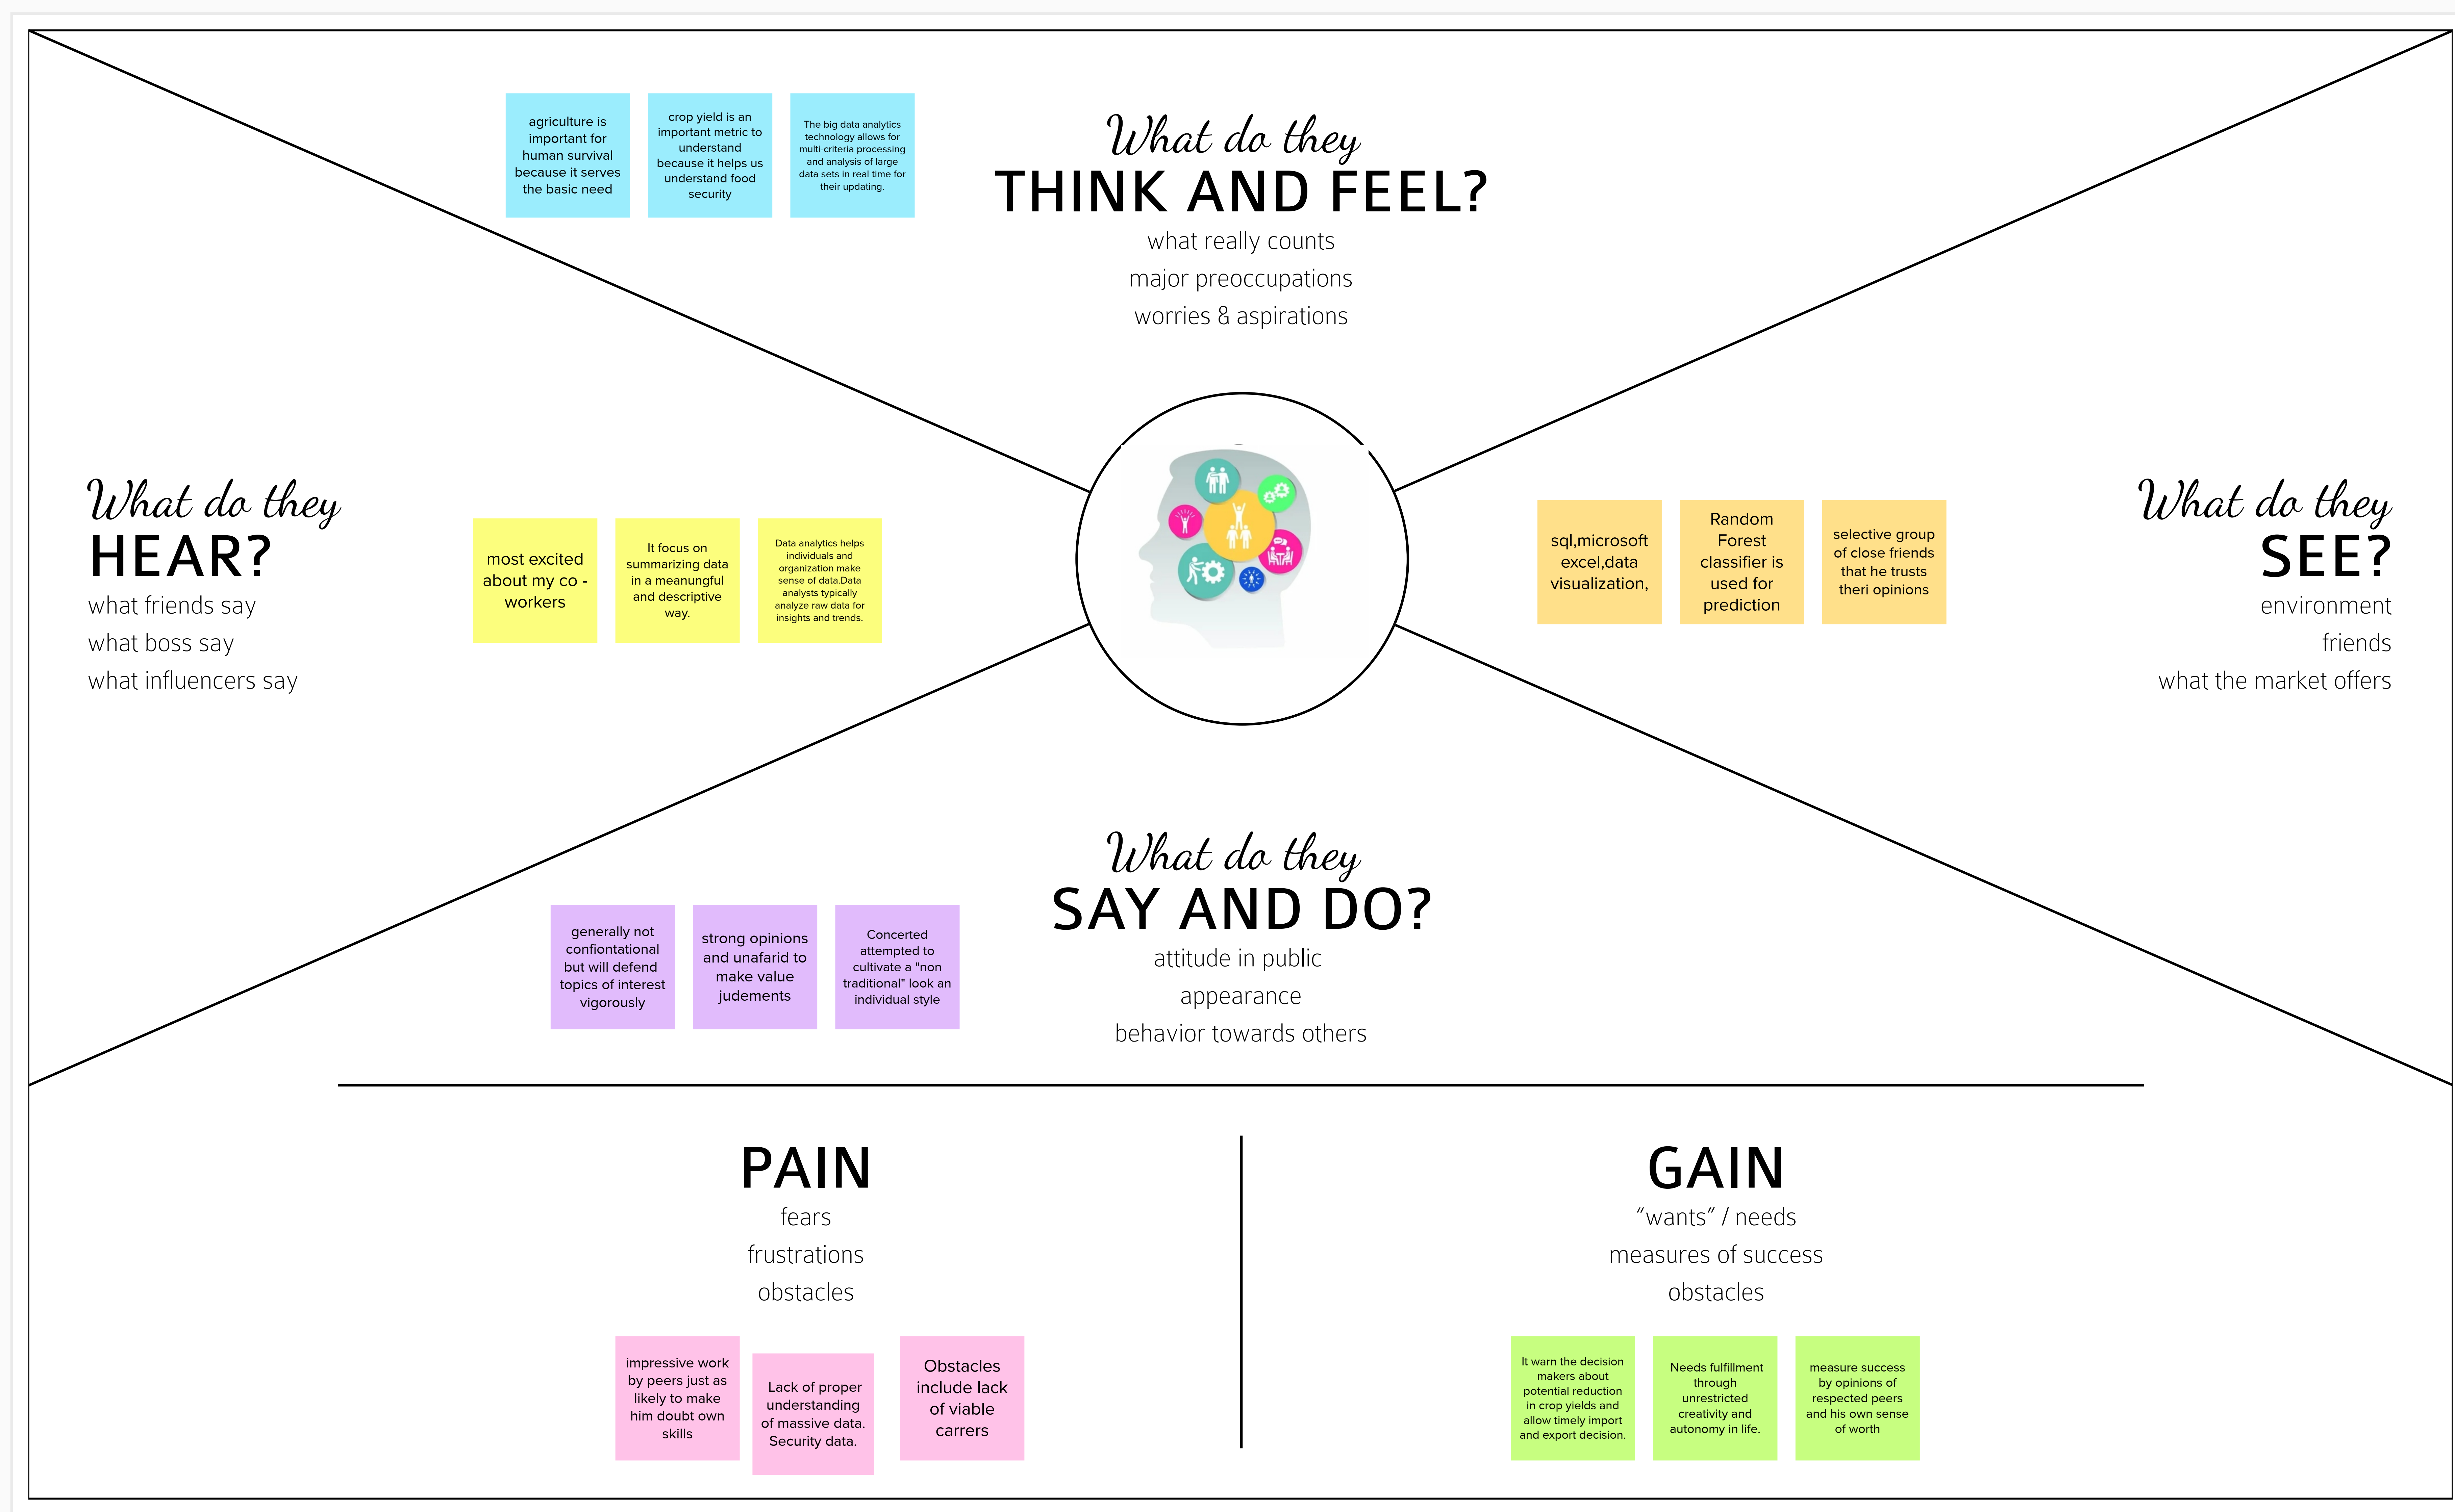 agriculture is
important for
human survival
because it serves
the basic need
crop yield is an
important metric to
understand
because it helps us
understand food
security
The big data analytics
technology allows for
multi-criteria processing
and analysis of large
data sets in real time for
their updating.
What do they
THINK AND FEEL?
what really counts
major preoccupations
worries & aspirations
What do they
HEAR?
what friends say
what boss say
what influencers say
most excited
about my co -
workers
It focus on
summarizing data
in a meanungful
and descriptive
way.
Data analytics helps
individuals and
organization make
sense of data.Data
analysts typically
analyze raw data for
insights and trends.
sql,microsoft
excel,data
visualization,
Random
Forest
classifier is
used for
prediction
selective group
of close friends
that he trusts
theri opinions
What do they
SEE?
environment
friends
what the market offers
What do they
SAY AND DO?
attitude in public
appearance
behavior towards others
generally not
confiontational
but will defend
topics of interest
vigorously
strong opinions
and unafarid to
make value
judements
Concerted
attempted to
cultivate a "non
traditional" look an
individual style
PAIN
fears
frustrations
obstacles
impressive work
by peers just as
likely to make
him doubt own
skills
Lack of proper
understanding
of massive data.
Security data.
Obstacles
include lack
of viable
carrers
GAIN
“wants” / needs
measures of success
obstacles
It warn the decision
makers about
potential reduction
in crop yields and
allow timely import
and export decision.
Needs fulfillment
through
unrestricted
creativity and
autonomy in life.
measure success
by opinions of
respected peers
and his own sense
of worth